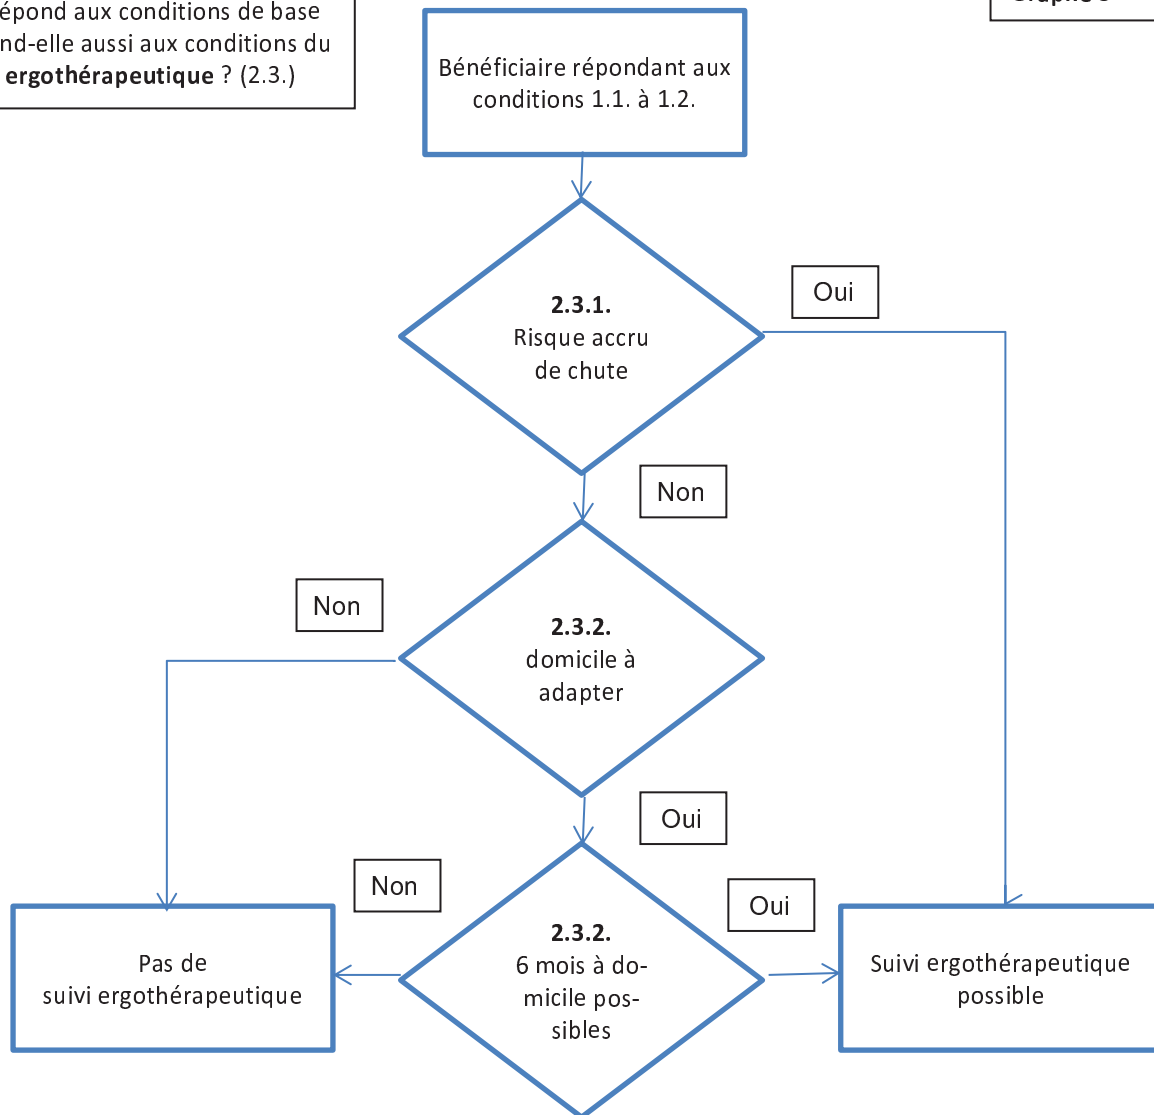 répond aux conditions de base
nd-elle aussi aux conditions du
ergothérapeutique ? (2.3.)
Bénéficiaire répondant aux
conditions 1.1. à 1.2.
2.3.1.
Risque accru
de chute
Oui
Non
2.3.2.
domicile à
adapter
Non
Oui
2.3.2.
6 mois à do-
micile pos-
sibles
Non
Oui
Pas de
suivi ergothérapeutique
Suivi ergothérapeutique
possible